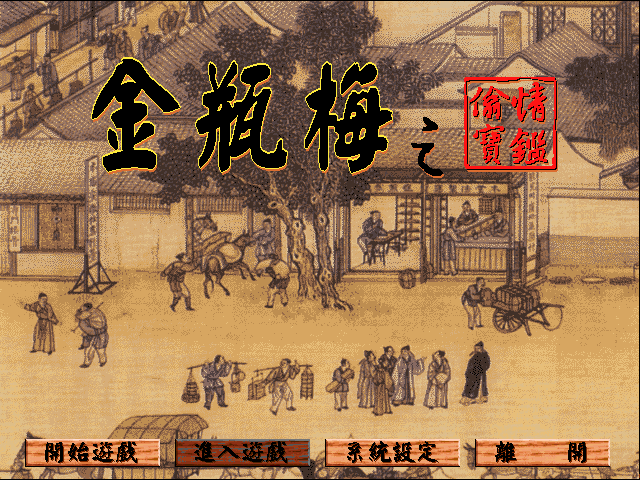 金瓶梅之
偷情寶鑑
開始遊戲
進入遊戲
系統設定
離開